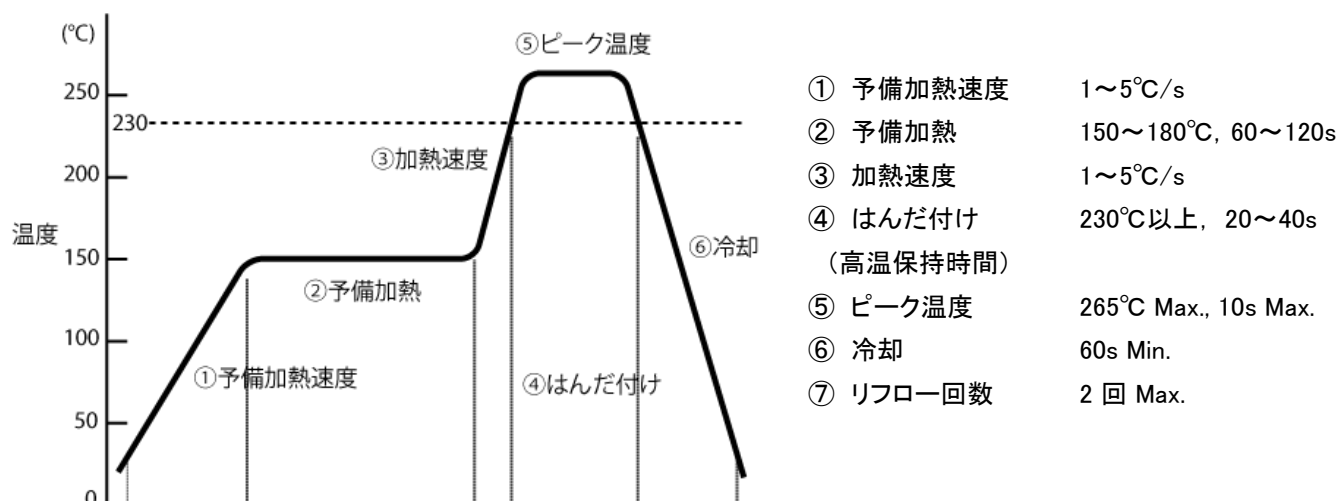 (℃)
⑤ピーク温度
250
230
③加熱速度
200
温度
⑥冷却
150
②予備加熱
100
①予備加熱速度
④はんだ付け
50
0
① 予備加熱速度 1～5℃/s
② 予備加熱 150～180℃, 60～120s
③ 加熱速度 1～5℃/s
④ はんだ付け 230℃以上, 20～40s
（高温保持時間）
⑤ ピーク温度 265℃ Max., 10s Max.
⑥ 冷却 60s Min.
⑦ リフロー回数 2 回 Max.